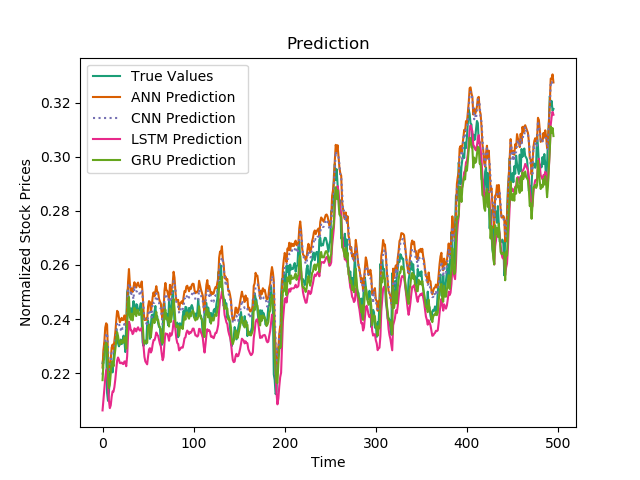 Prediction
True Values
ANN Prediction
CNN Prediction
LSTM Prediction
GRU Prediction
Normalized Stock Prices
0.32
0.30
0.28
0.26
0.24
0.22
0 100 200 300 400 500
Time